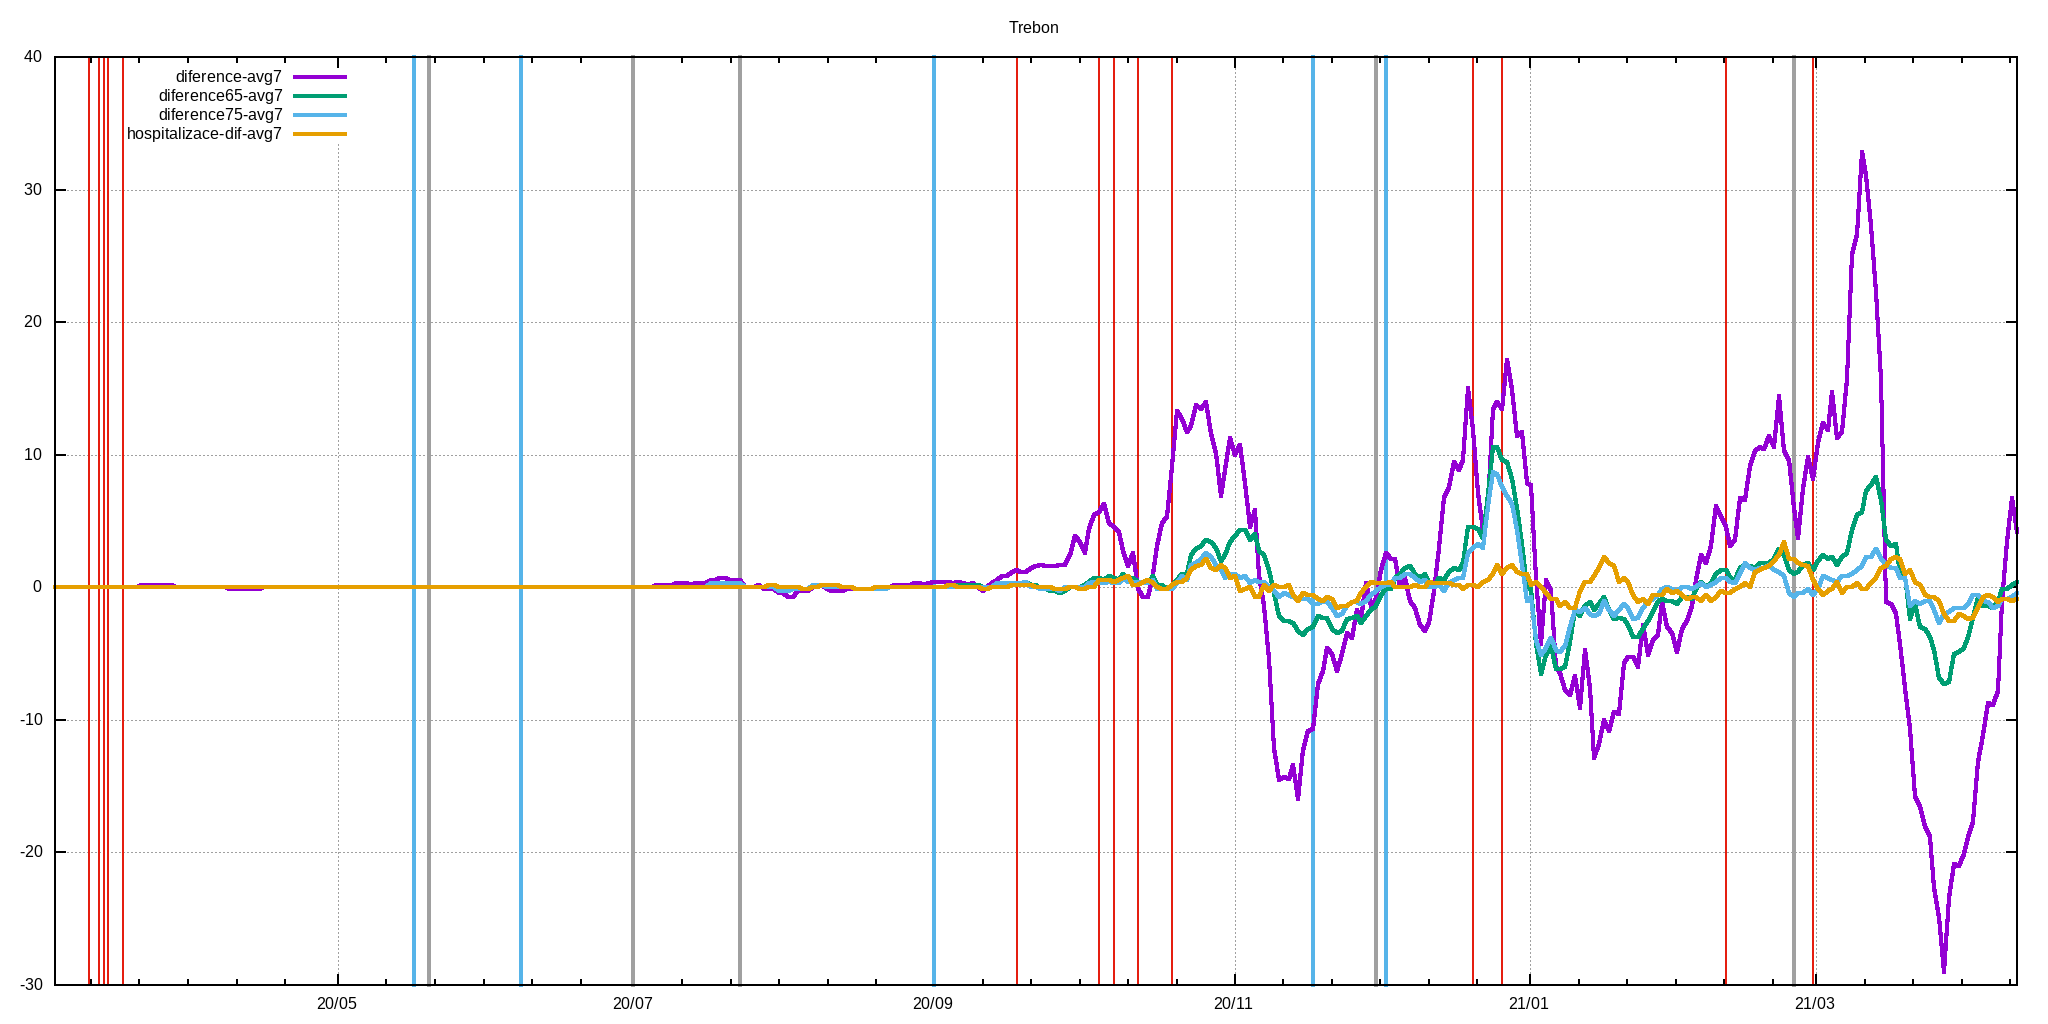 Trebon
diference-avg7
diference65-avg7
diference75-avg7
hospitalizace-dif-avg7
40
30
20
10
0
-10
-20
-30
20/05 20/07 20/09 20/11 21/01 21/03